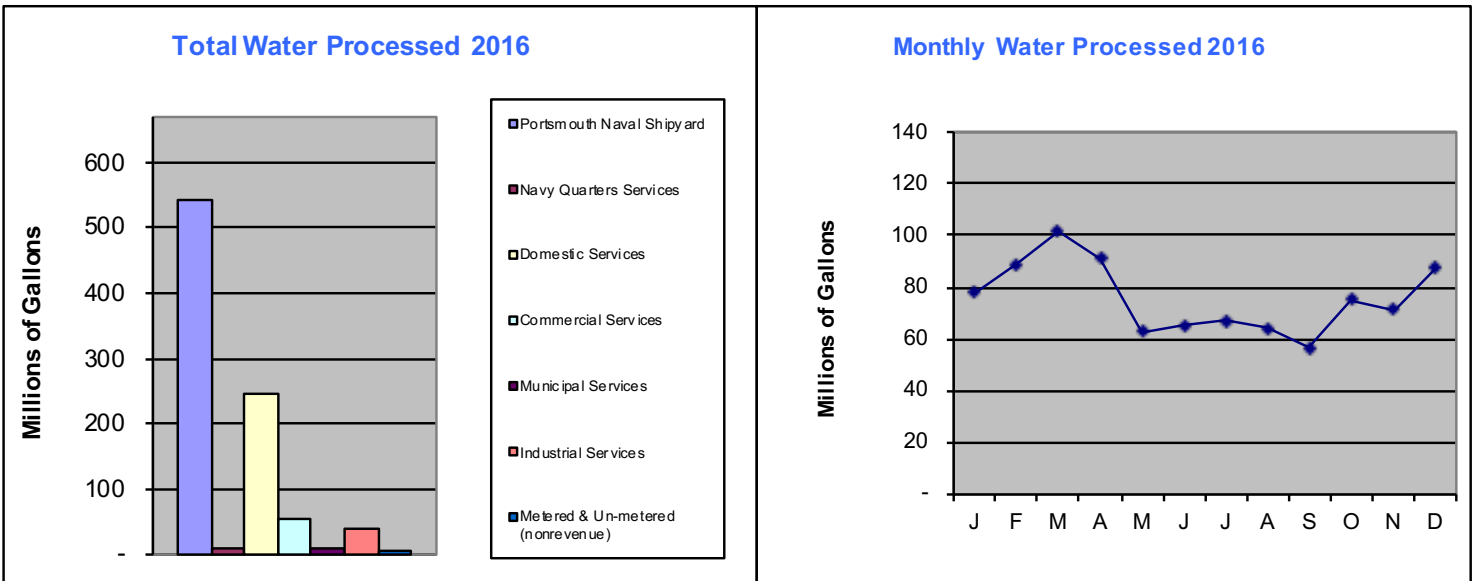 Total Water Processed 2016
Millions of Gallons
600
500
400
300
200
100
-
Portsmouth Naval Shipyard
Navy Quarters Services
Domestic Services
Commercial Services
Municipal Services
Industrial Services
Metered & Un-metered
(nonrevenue)
Monthly Water Processed 2016
Millions of Gallons
140
120
100
80
60
40
20
-
J F M A M J J A S O N D